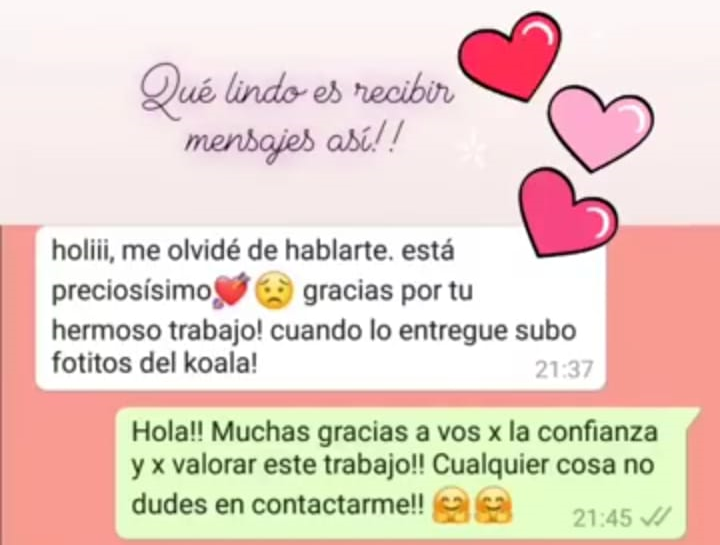 Qué lindo es recibir
mensajes así!!
holiii, me olvidé de hablarte. está
preciosísimo💘😟 gracias por tu
hermoso trabajo! cuando lo entregue subo
fotitos del koala!
21:37
Hola!! Muchas gracias a vos x la confianza
y x valorar este trabajo!! Cualquier cosa no
dudes en contactarme!! 🤗🤗
21:45